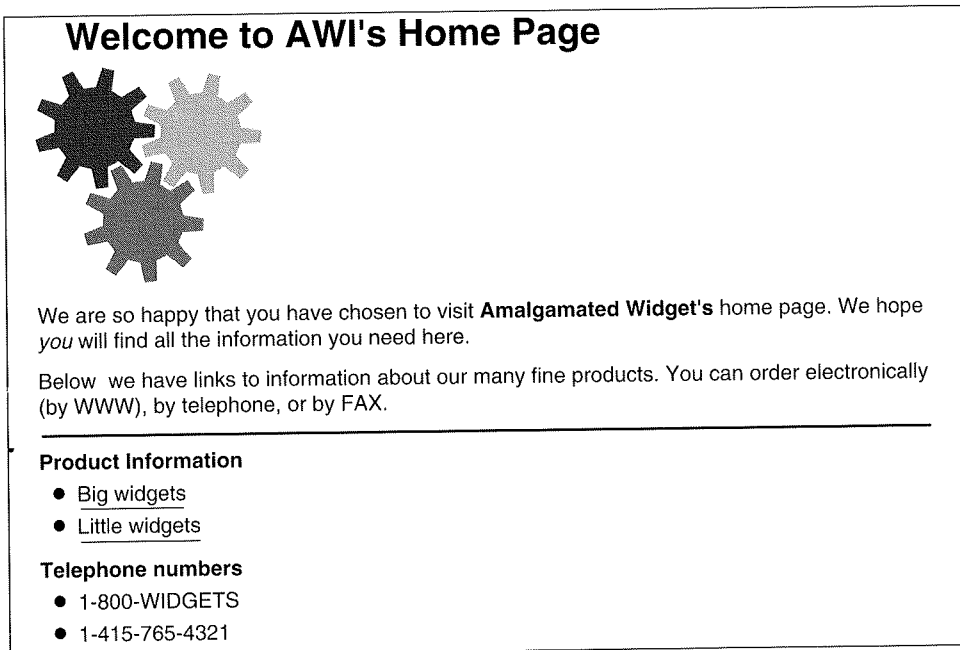 Welcome to AWI's Home Page
We are so happy that you have chosen to visit Amalgamated Widget's home page. We hope
you will find all the information you need here.
Below we have links to information about our many fine products. You can order electronically
(by WWW), by telephone, or by FAX.
Product Information
● Big widgets
● Little widgets
Telephone numbers
● 1-800-WIDGETS
● 1-415-765-4321